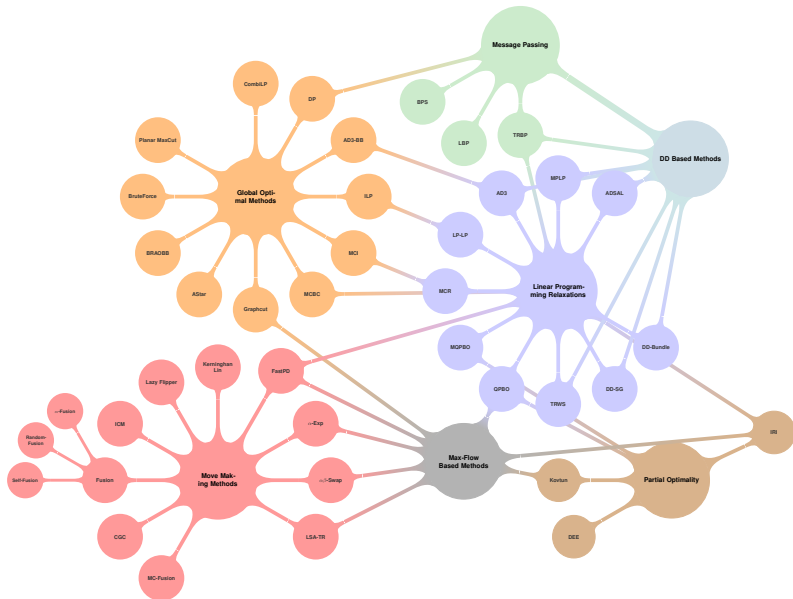 Message Passing
CombiLP
DP
BPS
LBP
TRBP
Planar MaxCut
AD3-BB
DD Based Methods
BruteForce
Global Opti-
mal Methods
ILP
AD3
MPLP
ADSAL
BRAOBB
MCI
LP-LP
AStar
Graphcut
MCBC
MCR
Linear Program-
ming Relaxations
Kerninghan
Lin
Lazy Flipper
FastPD
MQPBO
DD-Bundle
QPBO
TRWS
DD-SG
α-Fusion
ICM
α-Exp
IRI
Random-
Fusion
Self-Fusion
Fusion
Move Mak-
ing Methods
αβ-Swap
Max-Flow
Based Methods
Kovtun
Partial Optimality
CGC
LSA-TR
DEE
MC-Fusion